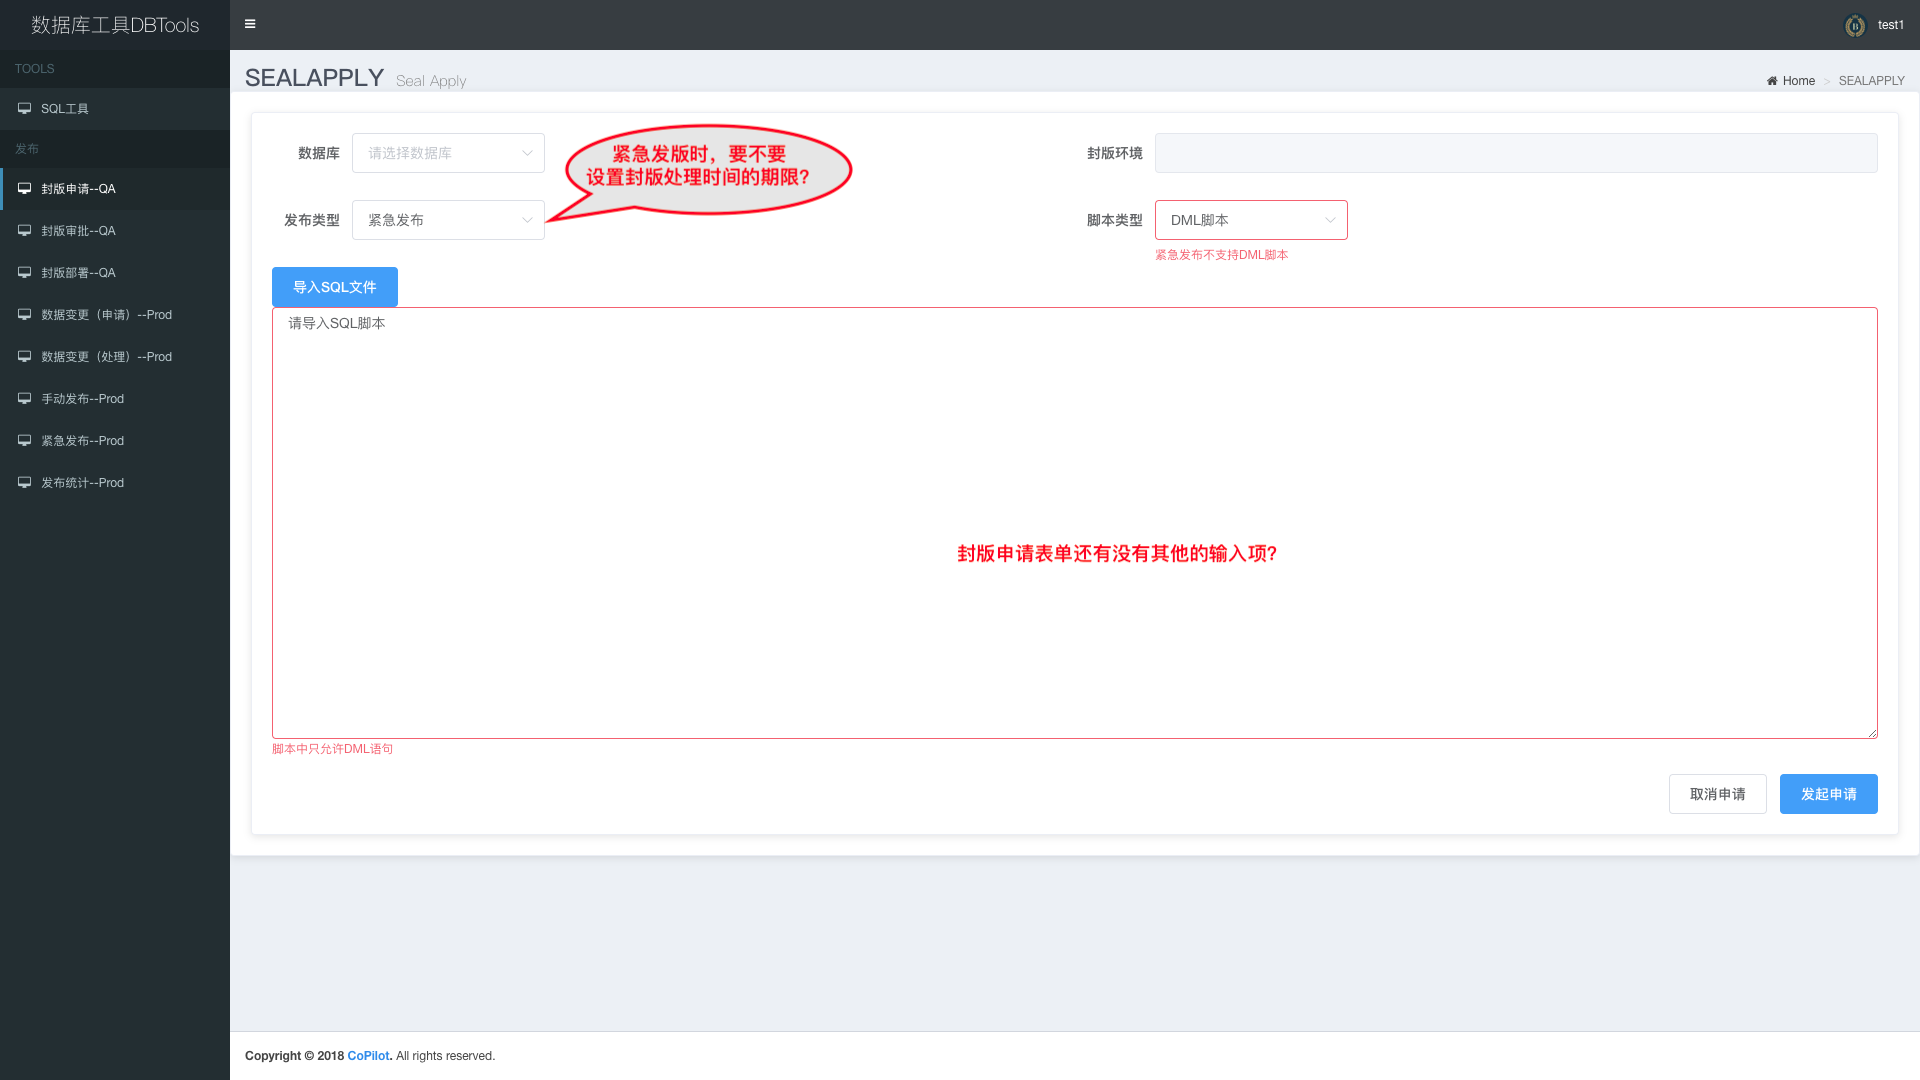 数据库工具DBTools
test1
TOOLS
SQL工具
发布
封版申请--QA
封版审批--QA
封版部署--QA
数据变更（申请）--Prod
数据变更（处理）--Prod
手动发布--Prod
紧急发布--Prod
发布统计--Prod
SEALAPPLY Seal Apply
Home > SEALAPPLY
数据库 请选择数据库
紧急发版时，要不要
设置封版处理时间的期限?
封版环境
发布类型 紧急发布
脚本类型 DML脚本
紧急发布不支持DML脚本
导入SQL文件
请导入SQL脚本
封版申请表单还有没有其他的输入项?
脚本中只允许DML语句
取消申请 发起申请
Copyright © 2018 CoPilot. All rights reserved.